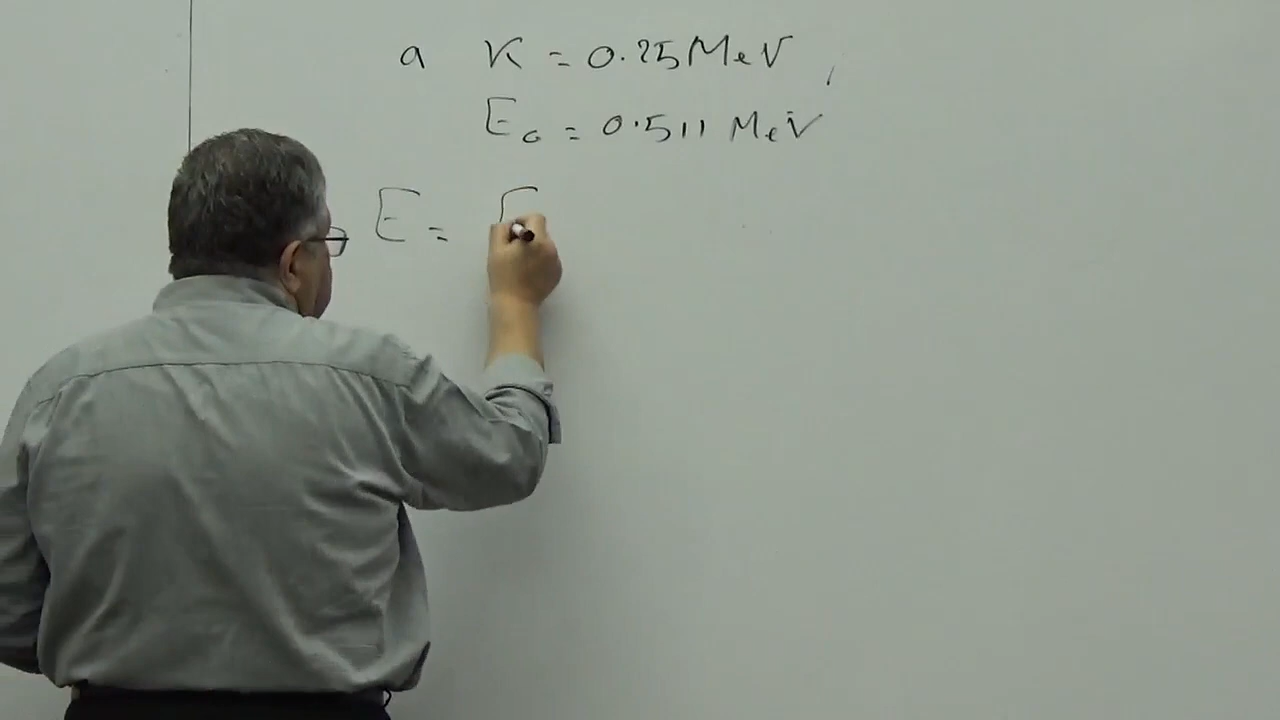 a K = 0.25 MeV,
E₀ = 0.511 MeV
E = E